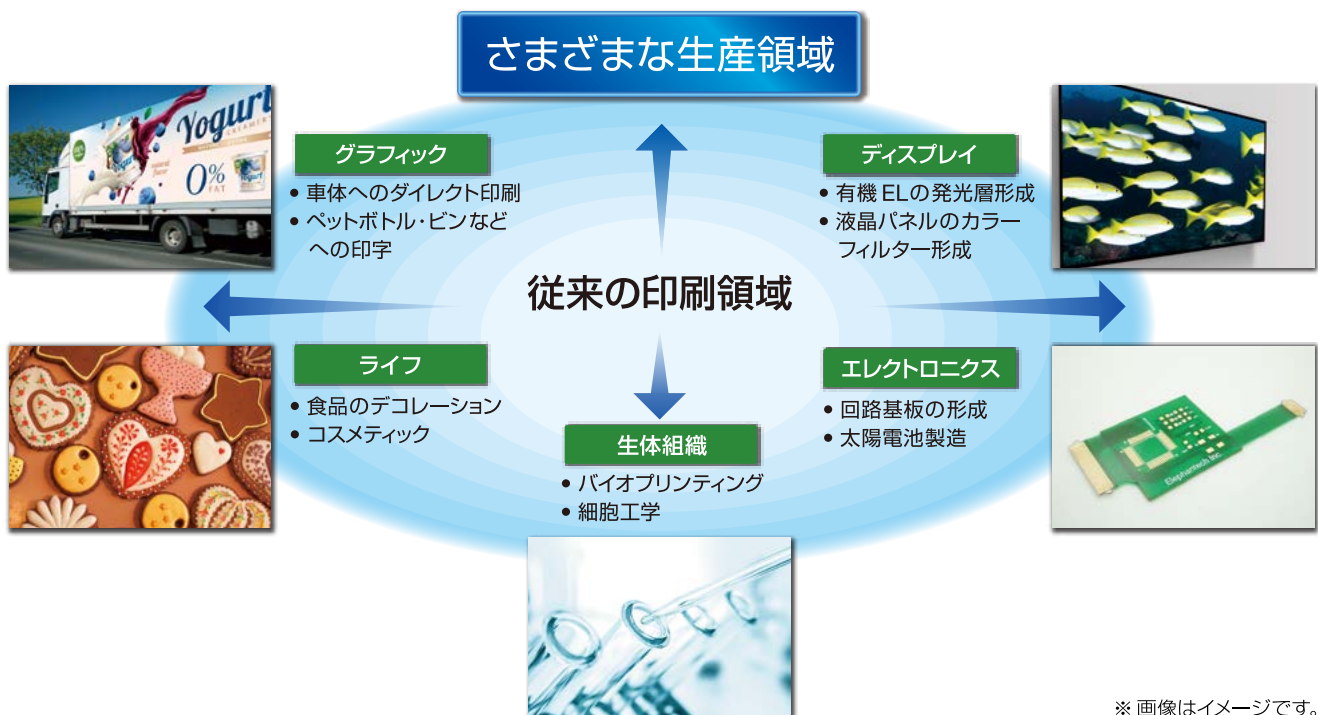 さまざまな生産領域
Yogurt
CREAMERY
0%
FAT
グラフィック
• 車体へのダイレクト印刷
• ペットボトル・ビンなど
への印字
ディスプレイ
• 有機ELの発光層形成
• 液晶パネルのカラー
フィルター形成
従来の印刷領域
ライフ
• 食品のデコレーション
• コスメティック
生体組織
• バイオプリンティング
• 細胞工学
エレクトロニクス
• 回路基板の形成
• 太陽電池製造
Elephantech Inc.
※ 画像はイメージです。